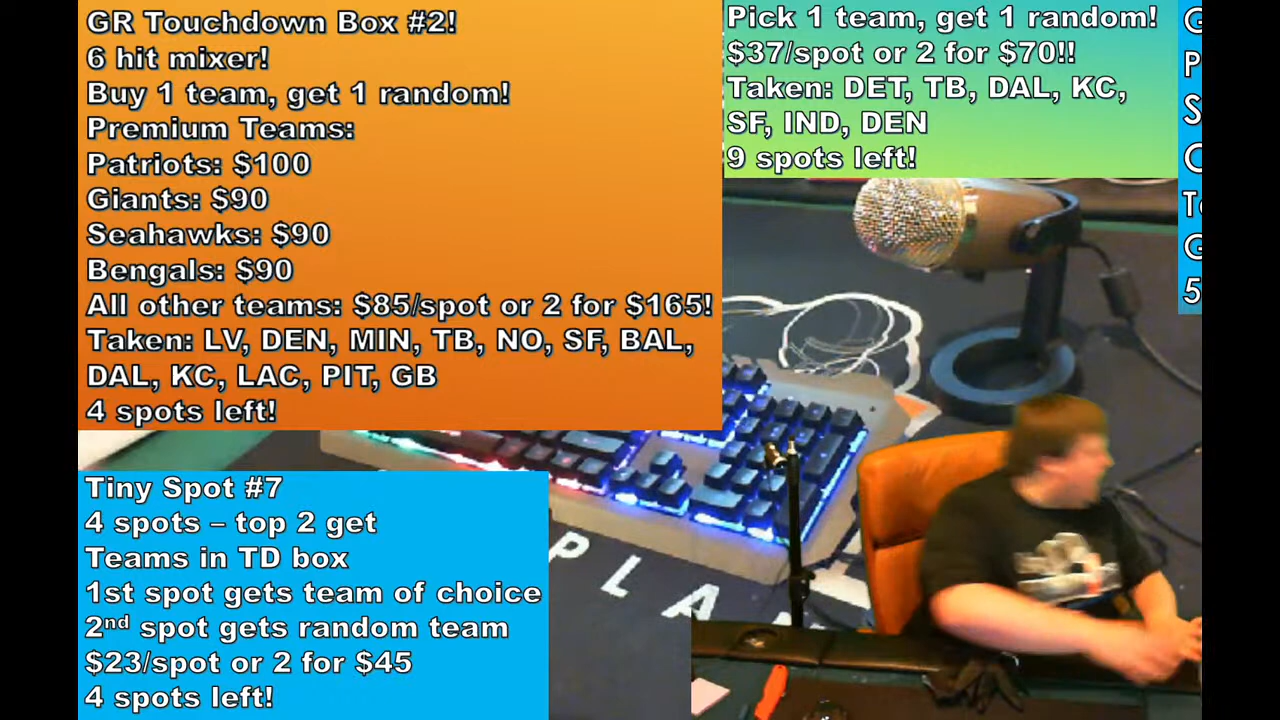 GR Touchdown Box #2!
6 hit mixer!
Buy 1 team, get 1 random!
Premium Teams:
Patriots: $100
Giants: $90
Seahawks: $90
Bengals: $90
All other teams: $85/spot or 2 for $165!
Taken: LV, DEN, MIN, TB, NO, SF, BAL,
DAL, KC, LAC, PIT, GB
4 spots left!
Pick 1 team, get 1 random!
$37/spot or 2 for $70!!
Taken: DET, TB, DAL, KC,
SF, IND, DEN
9 spots left!
Tiny Spot #7
4 spots – top 2 get
Teams in TD box
1st spot gets team of choice
2nd spot gets random team
$23/spot or 2 for $45
4 spots left!
PLA